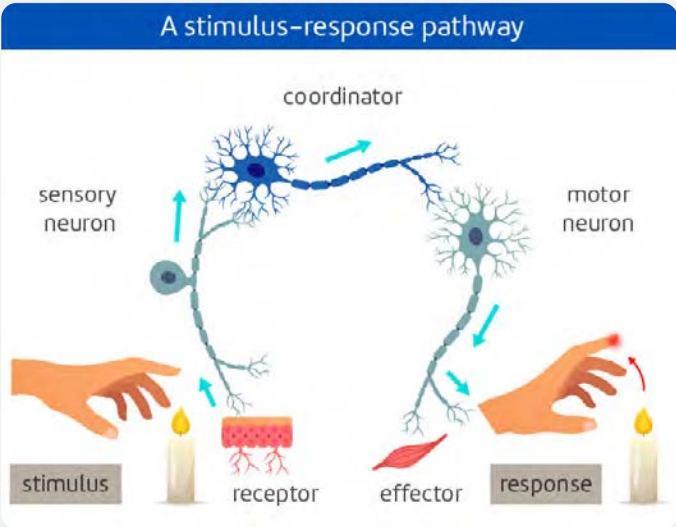 A stimulus–response pathway
coordinator
sensory
neuron
motor
neuron
stimulus
receptor
effector
response